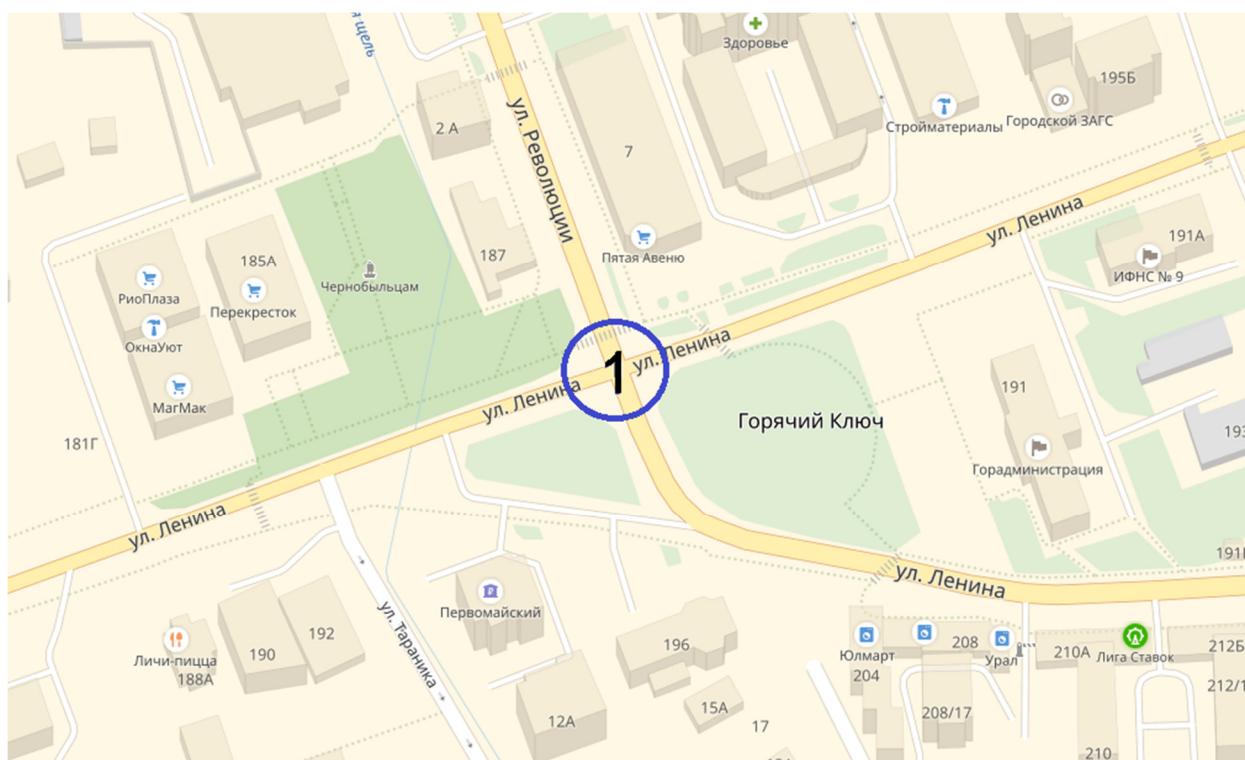 я щель
Здоровье
195Б
2 А
ул. Революции
7
Стройматериалы
Городской ЗАГС
ул. Ленина
191А
ИФНС № 9
187
Пятая Авеню
185А
Чернобыльцам
РиоПлаза
Перекресток
ОкнаУют
МагМак
1
ул. Ленина
ул. Ленина
191
Горячий Ключ
193
181Г
Горадминистрация
ул. Ленина
ул. Ленина
Первомайский
ул. Тараника
192
190
Личи-пицца
188А
196
Юлмарт
204
208
Урал
210А
Лига Ставок
212Б
212/1
15А
17
12А
208/17
210